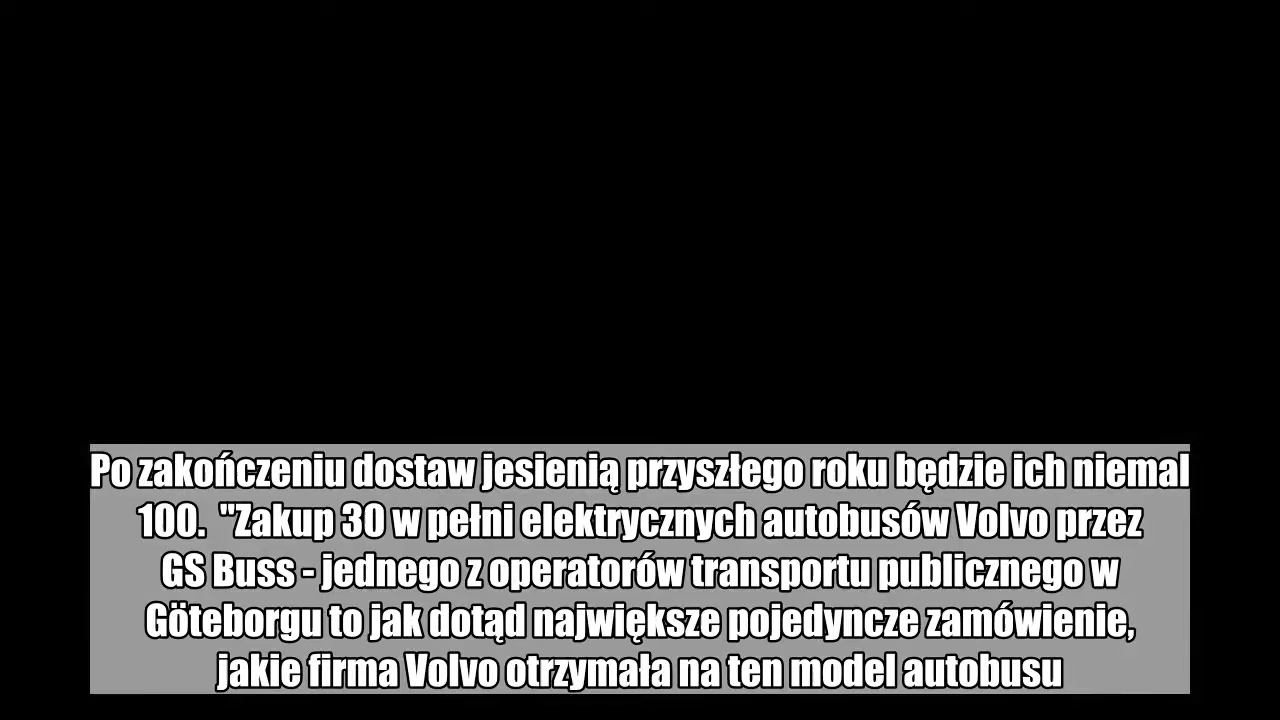 Po zakończeniu dostaw jesienią przyszłego roku będzie ich niemal
100.  "Zakup 30 w pełni elektrycznych autobusów Volvo przez
GS Buss - jednego z operatorów transportu publicznego w
Göteborgu to jak dotąd największe pojedyncze zamówienie,
jakie firma Volvo otrzymała na ten model autobusu